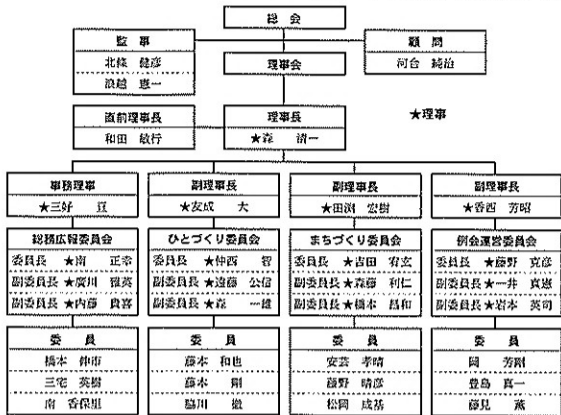 総会
監事
北條 健彦
浪越 恵一
顧問
河合 純治
理事会
直前理事長
和田 敏行
理事長
★森 清一
★理事
事務理事
★三好 亘
副理事長
★友成 大
副理事長
★田渕 宏樹
副理事長
★香西 芳昭
総務広報委員会
委員長 ★南 正幸
副委員長 ★廣川 雅英
副委員長 ★内藤 貴喜
ひとづくり委員会
委員長 ★仲西 智
副委員長 ★遠藤 公信
副委員長 ★森 一雄
まちづくり委員会
委員長 ★吉田 宥玄
副委員長 ★森藤 利仁
副委員長 ★橋本 昌和
例会運営委員会
委員長 ★藤野 克彦
副委員長 ★一井 真憲
副委員長 ★岩本 英司
委員
橋本 伸市
三宅 英樹
南 香保里
委員
藤本 和也
藤本 剛
脇川 徹
委員
安芸 孝晴
藤野 晴彦
松岡 成基
委員
岡 芳剛
豊島 真一
藤見 薫